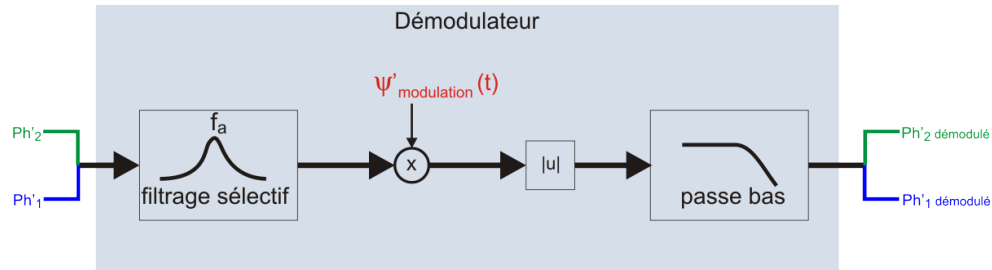 Démodulateur
Ψ'modulation(t)
fa
Ph'2
Ph'2 démodulé
x
|u|
filtrage sélectif
passe bas
Ph'1
Ph'1 démodulé